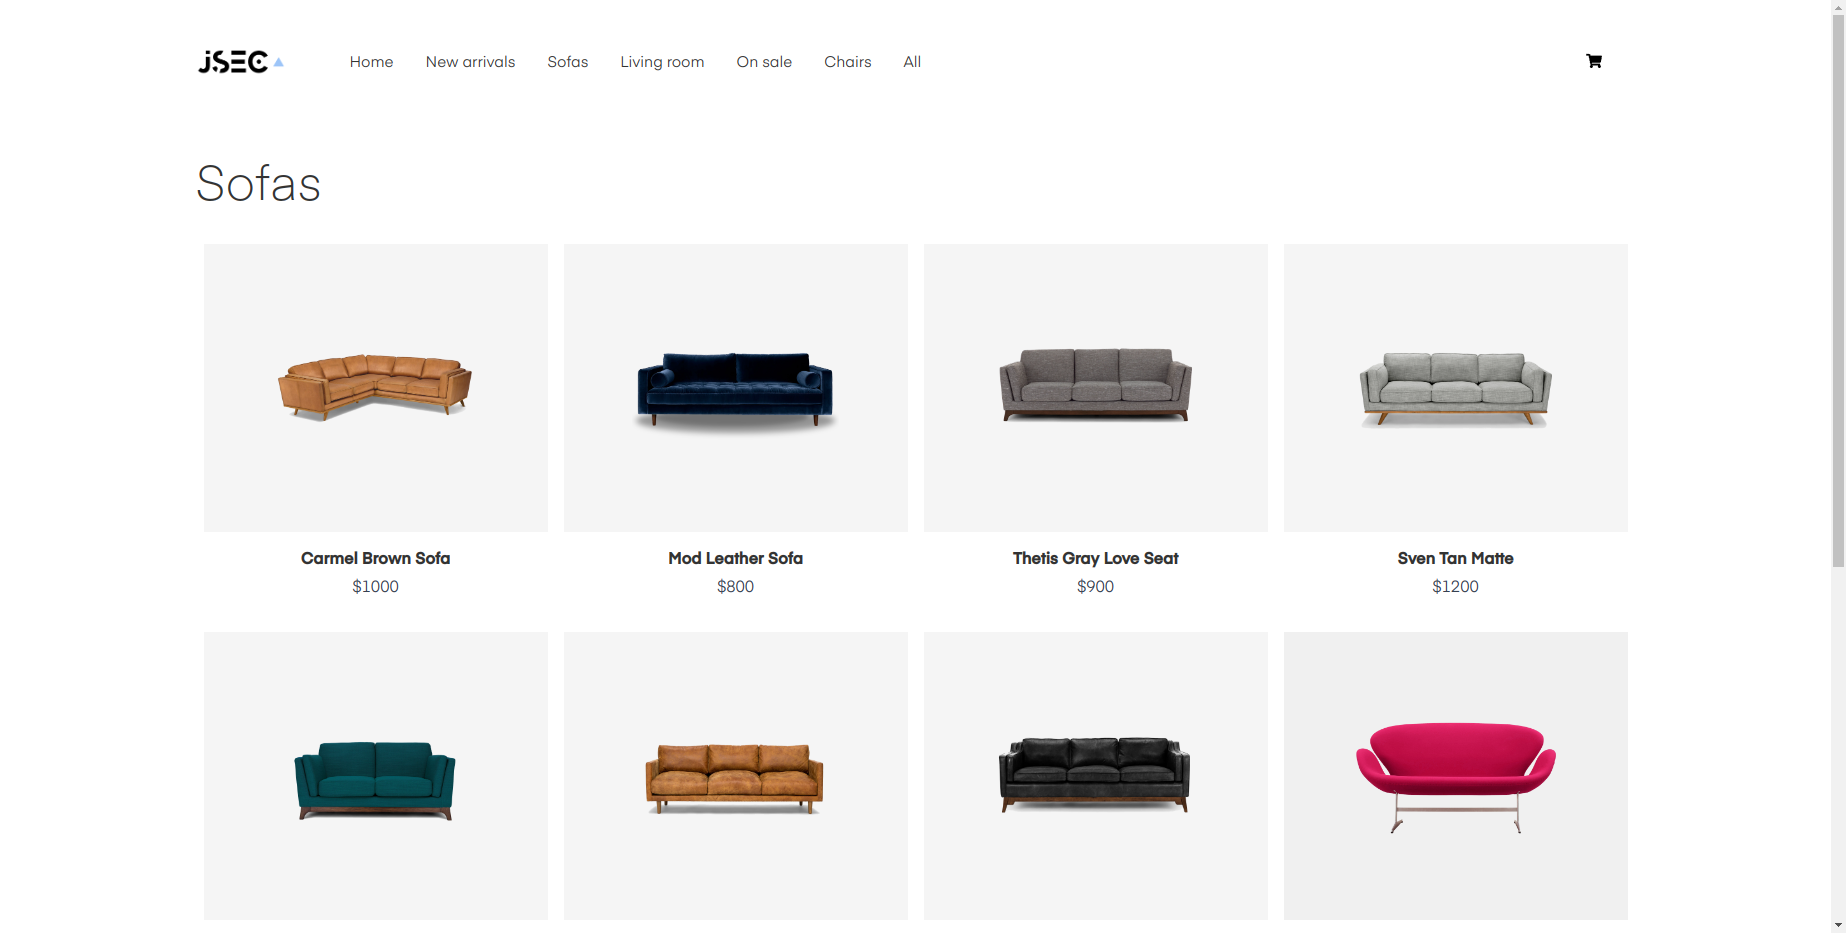 jSEC
Home New arrivals Sofas Living room On sale Chairs All
Sofas
Carmel Brown Sofa Mod Leather Sofa Thetis Gray Love Seat Sven Tan Matte
$1000 $800 $900 $1200